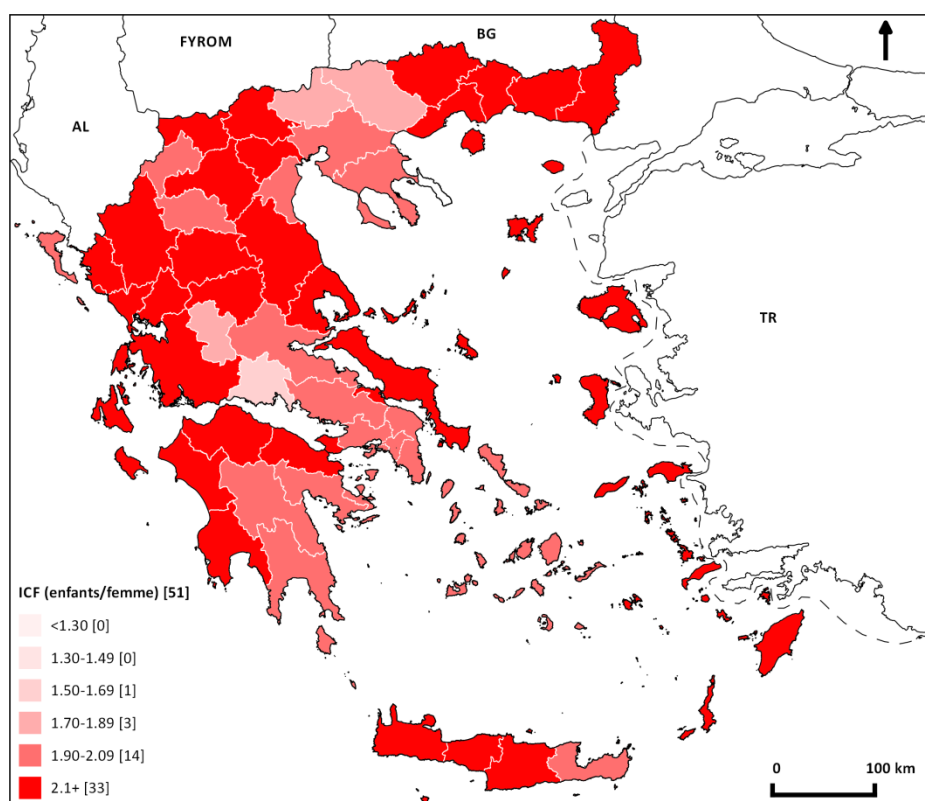 FYROM
BG
AL
TR
ICF (enfants/femme) [51]
<1.30 [0]
1.30-1.49 [0]
1.50-1.69 [1]
1.70-1.89 [3]
1.90-2.09 [14]
2.1+ [33]
0 100 km